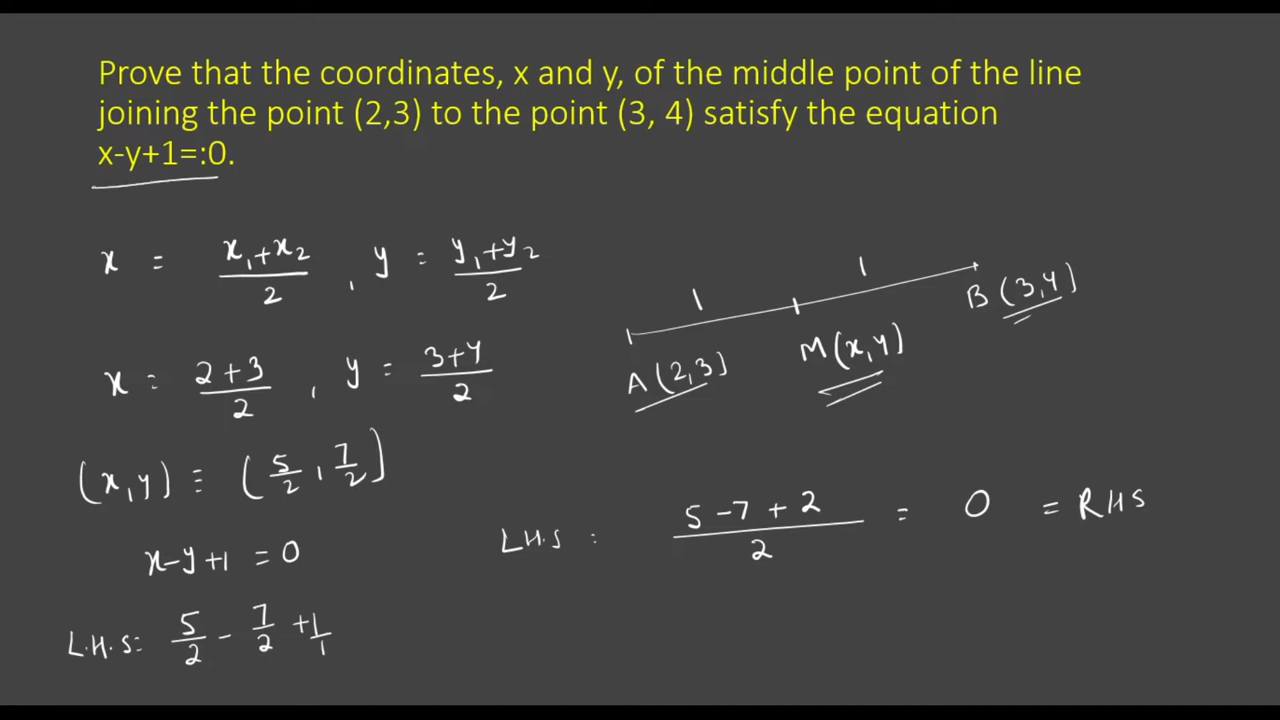 Prove that the coordinates, x and y, of the middle point of the line
joining the point (2,3) to the point (3, 4) satisfy the equation
x-y+1=:0.
x = x₁+x₂/2 , y = y₁+y₂/2
1 1
A (2,3) M(x,y) B (3,4)
x = 2+3/2 , y = 3+4/2
(x,y) ≡ (5/2 , 7/2)
x-y+1 = 0
L.H.S = 5/2 - 7/2 + 1/1
L.H.S = 5-7+2/2 = 0 = RHS